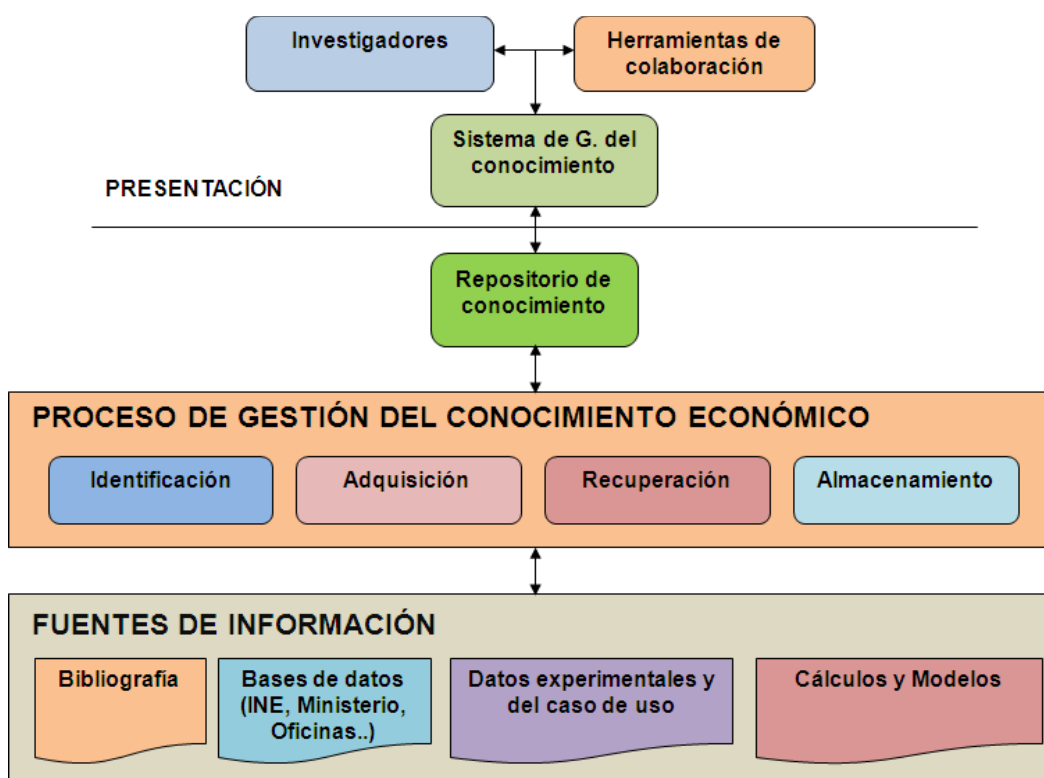 Investigadores
Herramientas de
colaboración
Sistema de G. del
conocimiento
PRESENTACIÓN
Repositorio de
conocimiento
PROCESO DE GESTIÓN DEL CONOCIMIENTO ECONÓMICO
Identificación
Adquisición
Recuperación
Almacenamiento
FUENTES DE INFORMACIÓN
Bibliografía
Bases de datos
(INE, Ministerio,
Oficinas..)
Datos experimentales y
del caso de uso
Cálculos y Modelos